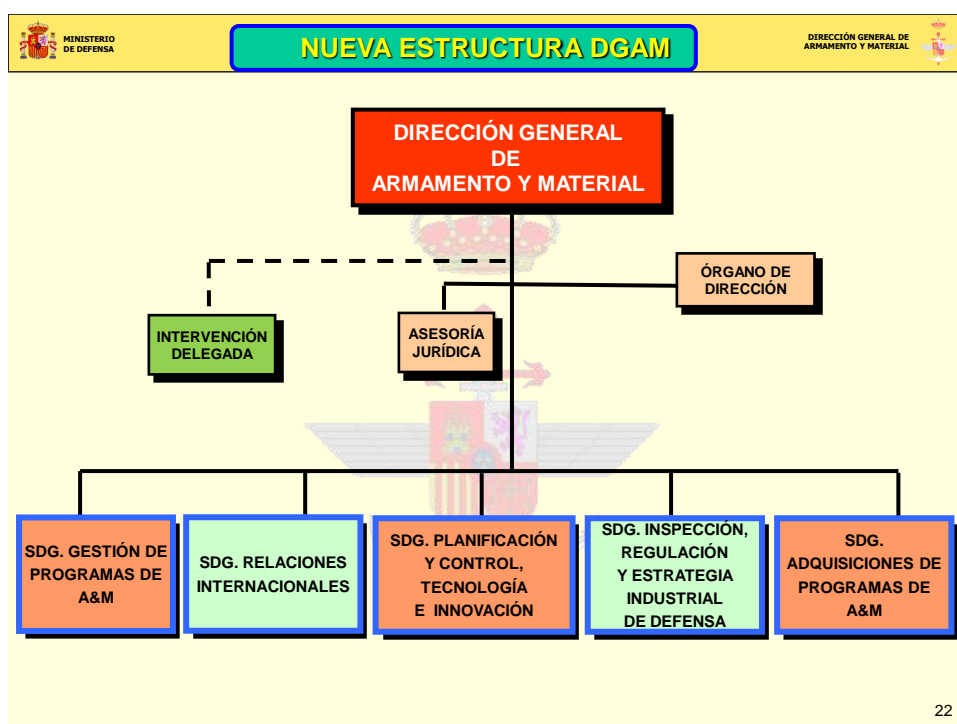 MINISTERIO
DE DEFENSA
NUEVA ESTRUCTURA DGAM
DIRECCIÓN GENERAL DE
ARMAMENTO Y MATERIAL
DIRECCIÓN GENERAL
DE
ARMAMENTO Y MATERIAL
ÓRGANO DE
DIRECCIÓN
INTERVENCIÓN
DELEGADA
ASESORÍA
JURÍDICA
SDG. GESTIÓN DE
PROGRAMAS DE
A&M
SDG. RELACIONES
INTERNACIONALES
SDG. PLANIFICACIÓN
Y CONTROL,
TECNOLOGÍA
E INNOVACIÓN
SDG. INSPECCIÓN,
REGULACIÓN
Y ESTRATEGIA
INDUSTRIAL
DE DEFENSA
SDG.
ADQUISICIONES DE
PROGRAMAS DE
A&M
22